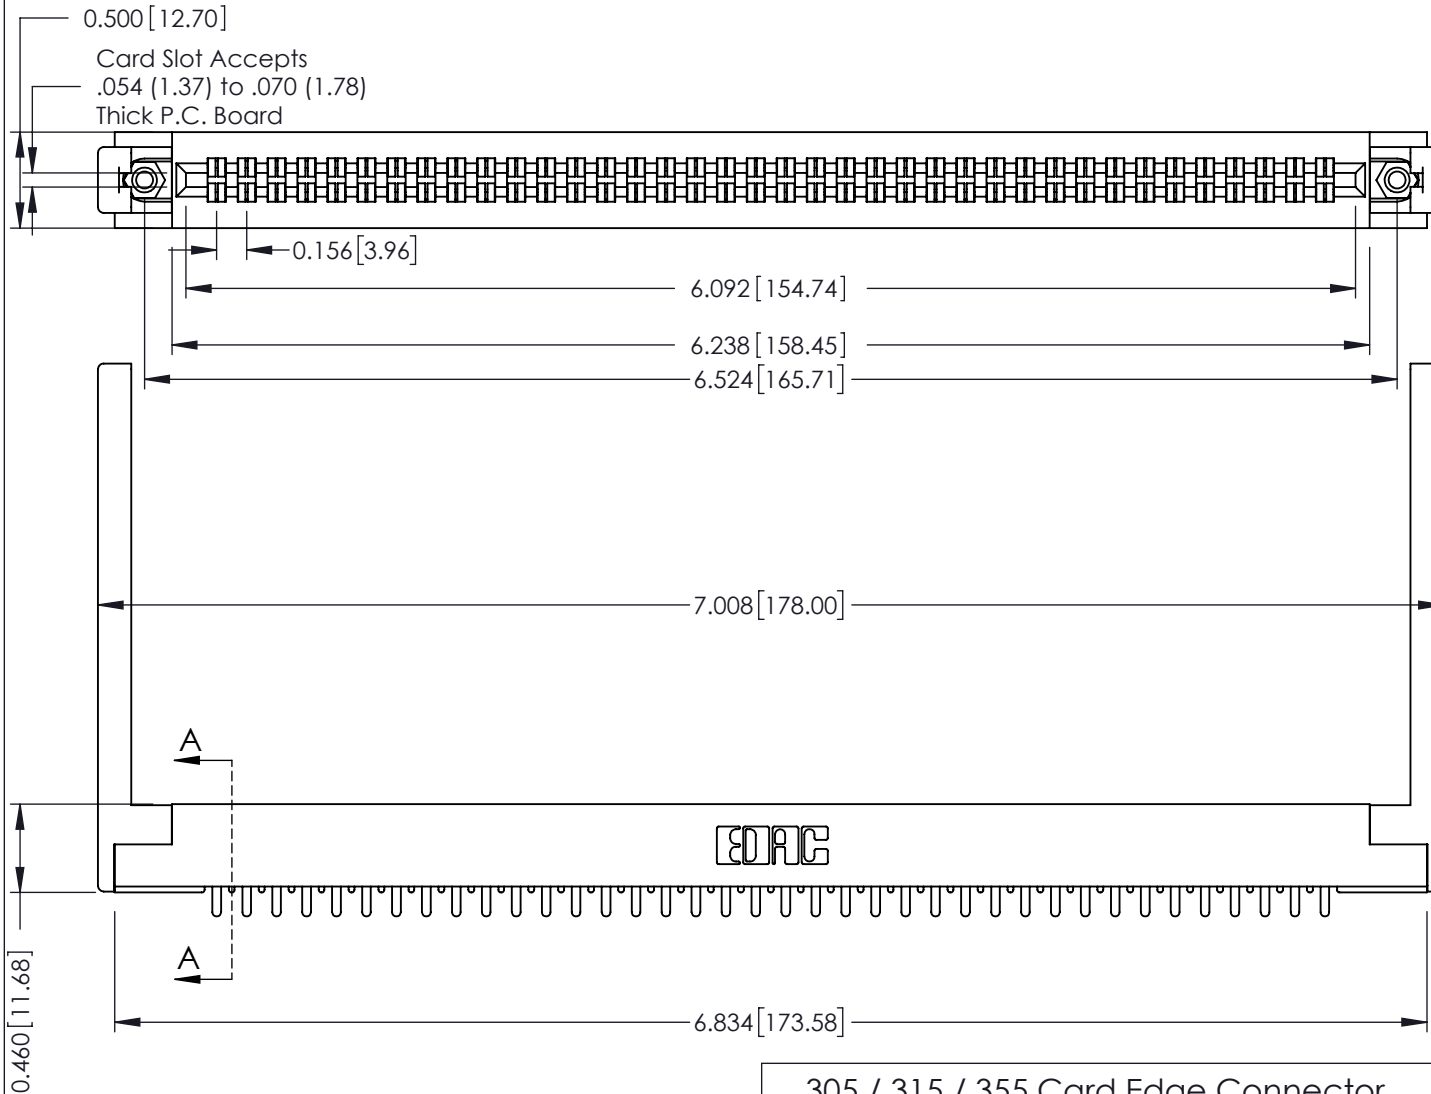 0.500[12.70]
Card Slot Accepts
.054 (1.37) to .070 (1.78)
Thick P.C. Board
0.156[3.96]
6.092[154.74]
6.238[158.45]
6.524[165.71]
7.008[178.00]
A
EDAC
A
0.460[11.68]
6.834[173.58]
305 / 315 / 355 Card Edge Connector